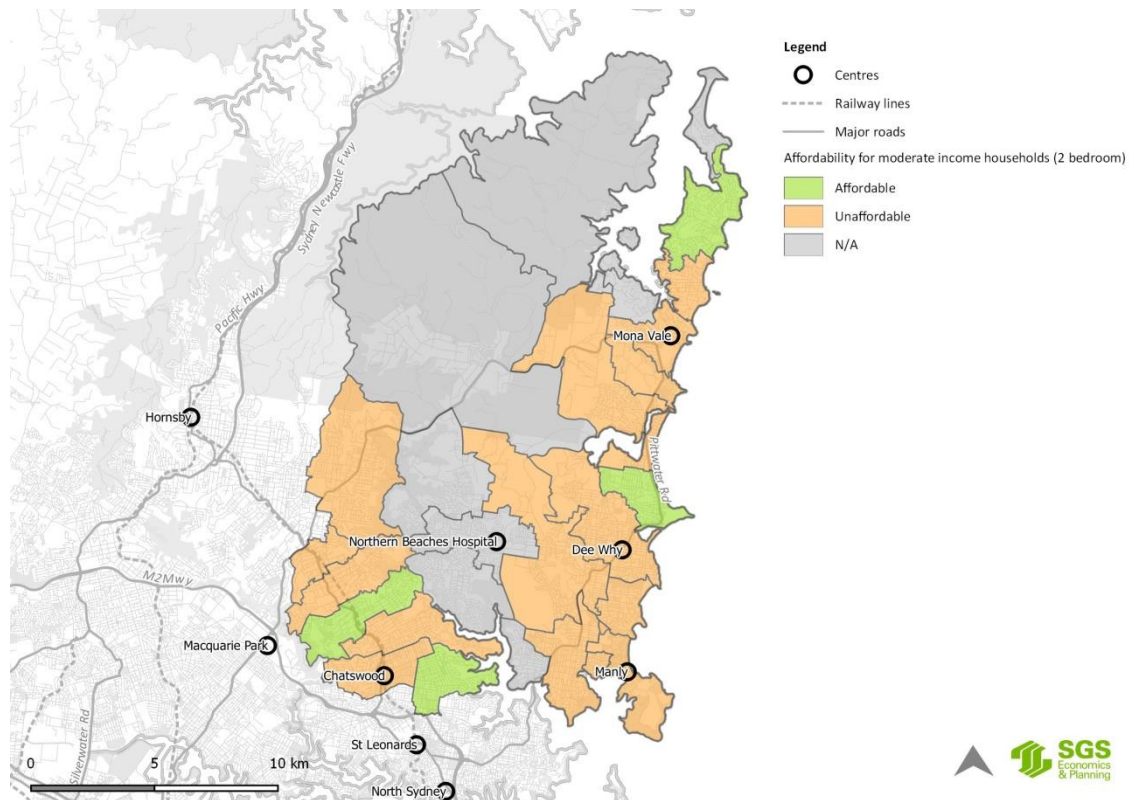 Legend
Centres
Railway lines
Major roads
Affordability for moderate income households (2 bedroom)
Affordable
Unaffordable
N/A
Sydney Newcastle Fwy
Pacific Hwy
Mona Vale
Hornsby
Pittwater Rd
Northern Beaches Hospital
Dee Why
M2Mwy
Macquarie Park
Chatswood
Manly
St Leonards
Silverwater Rd
0
5
10 km
North Sydney
SGS
Economics
& Planning